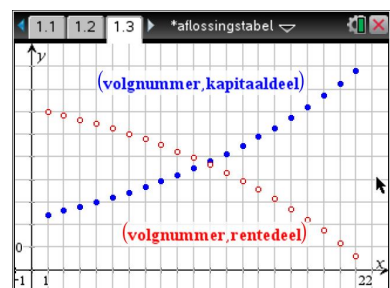 1.1 1.2 1.3 *aflossingstabel
y
(volgnummer,kapitaaldeel)
(volgnummer,rentedeel)
0
x
-1 1 22